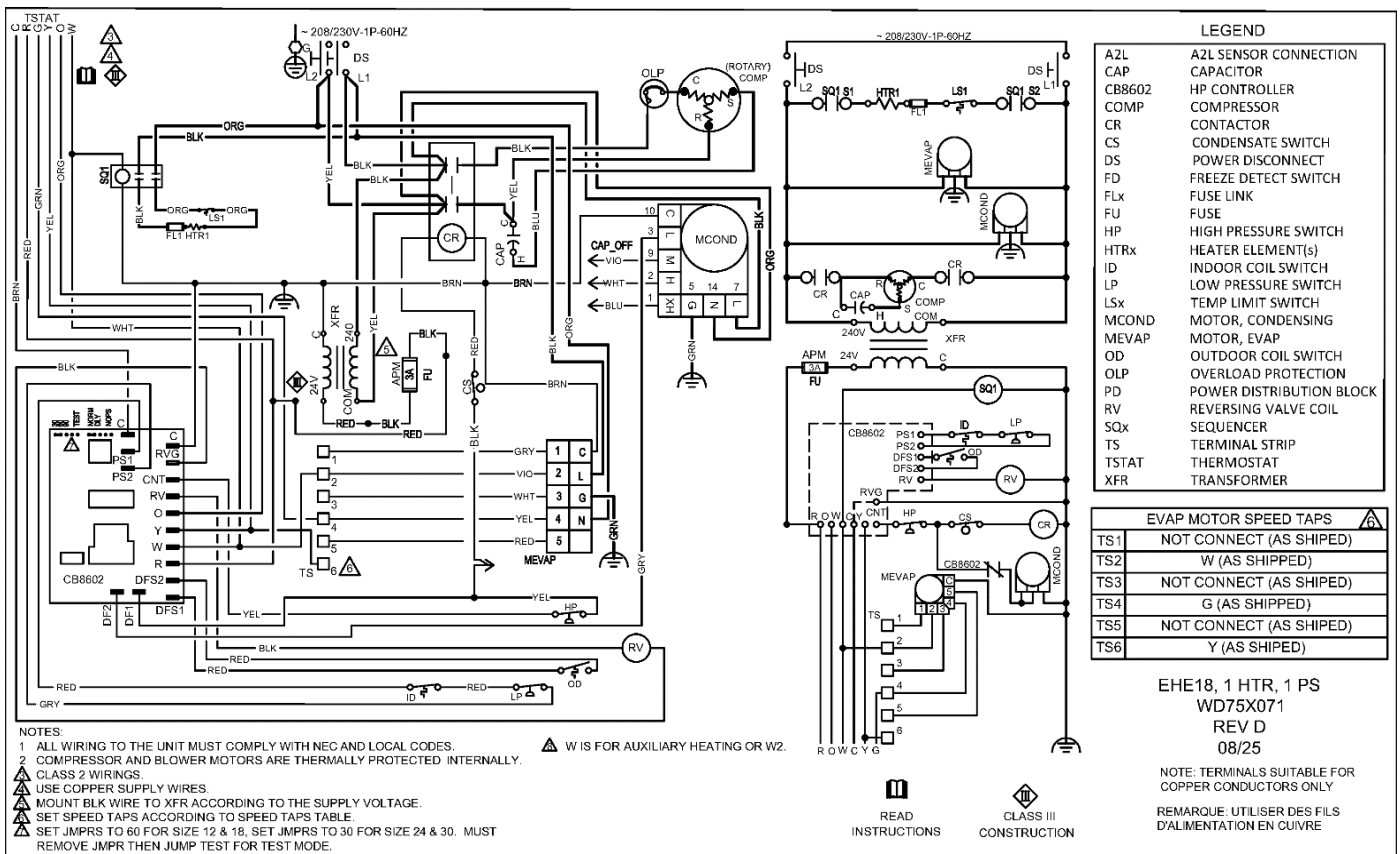 TSTAT
C R G Y O W
3
4
III
~ 208/230V-1P-60HZ
G
L2
DS
L1
OLP
(ROTARY)
COMP
C
S
R
ORG
BLK
BLK
BLK
BLK
YEL
YEL
BLU
SQ1
BLK
ORG
LS1
ORG
FL1 HTR1
CR
CAP
C
H
CAP_OFF
VIO
WHT
BLU
10 C
3 L
9 M
2 H
1 XH
MCOND
5 14 7
G N L
BLK
ORG
GRN
BRN
RED
GRN
YEL
ORG
BRN
BRN
WHT
BLK
XFR
C
24V
240
COM
YEL
5
BLK
APM
3A
FU
RED
BLK
RED
RED
CS
BLK
BLK
ORG
BRN
III
1
2
3
4
5
6
TS
6
GRY
VIO
WHT
YEL
RED
1 C
2 L
3 G
4 N
5
MEVAP
GRN
GRY
TEST
NORM
DLY
NOPS
7
C
PS1
PS2
C
RVG
CNT
RV
O
Y
W
R
CB8602
DFS2
DFS1
DF2
DF1
YEL
YEL
HP
BLK
RV
RED
RED
OD
RED
ID
RED
LP
GRY
~ 208/230V-1P-60HZ
DS
L2
DS
L1
SQ1 S1
HTR1
FL1
LS1
SQ1 S2
MEVAP
MCOND
CR
CR
R
C
S
COMP
CAP
C
H
COM
240V
XFR
APM
24V
C
3A
FU
SQ1
CB8602
PS1
PS2
DFS1
DFS2
RV
ID
LP
OD
RV
RVG
CNT
R O W C Y
HP
CS
CR
CB8602
MCOND
MEVAP
C
5
4
1 2 3
TS
1
2
3
4
5
6
R O W C Y G
LEGEND
A2L A2L SENSOR CONNECTION
CAP CAPACITOR
CB8602 HP CONTROLLER
COMP COMPRESSOR
CR CONTACTOR
CS CONDENSATE SWITCH
DS POWER DISCONNECT
FD FREEZE DETECT SWITCH
FLx FUSE LINK
FU FUSE
HP HIGH PRESSURE SWITCH
HTRx HEATER ELEMENT(s)
ID INDOOR COIL SWITCH
LP LOW PRESSURE SWITCH
LSx TEMP LIMIT SWITCH
MCOND MOTOR, CONDENSING
MEVAP MOTOR, EVAP
OD OUTDOOR COIL SWITCH
OLP OVERLOAD PROTECTION
PD POWER DISTRIBUTION BLOCK
RV REVERSING VALVE COIL
SQx SEQUENCER
TS TERMINAL STRIP
TSTAT THERMOSTAT
XFR TRANSFORMER
EVAP MOTOR SPEED TAPS 6
TS1 NOT CONNECT (AS SHIPED)
TS2 W (AS SHIPPED)
TS3 NOT CONNECT (AS SHIPED)
TS4 G (AS SHIPPED)
TS5 NOT CONNECT (AS SHIPED)
TS6 Y (AS SHIPED)
EHE18, 1 HTR, 1 PS
WD75X071
REV D
08/25
NOTE: TERMINALS SUITABLE FOR
COPPER CONDUCTORS ONLY
REMARQUE: UTILISER DES FILS
D'ALIMENTATION EN CUIVRE
READ
INSTRUCTIONS
III
CLASS III
CONSTRUCTION
NOTES:
1 ALL WIRING TO THE UNIT MUST COMPLY WITH NEC AND LOCAL CODES.
2 COMPRESSOR AND BLOWER MOTORS ARE THERMALLY PROTECTED INTERNALLY.
3 CLASS 2 WIRINGS.
4 USE COPPER SUPPLY WIRES.
5 MOUNT BLK WIRE TO XFR ACCORDING TO THE SUPPLY VOLTAGE.
6 SET SPEED TAPS ACCORDING TO SPEED TAPS TABLE.
7 SET JMPRS TO 60 FOR SIZE 12 & 18, SET JMPRS TO 30 FOR SIZE 24 & 30. MUST
REMOVE JMPR THEN JUMP TEST FOR TEST MODE.
8 W IS FOR AUXILIARY HEATING OR W2.